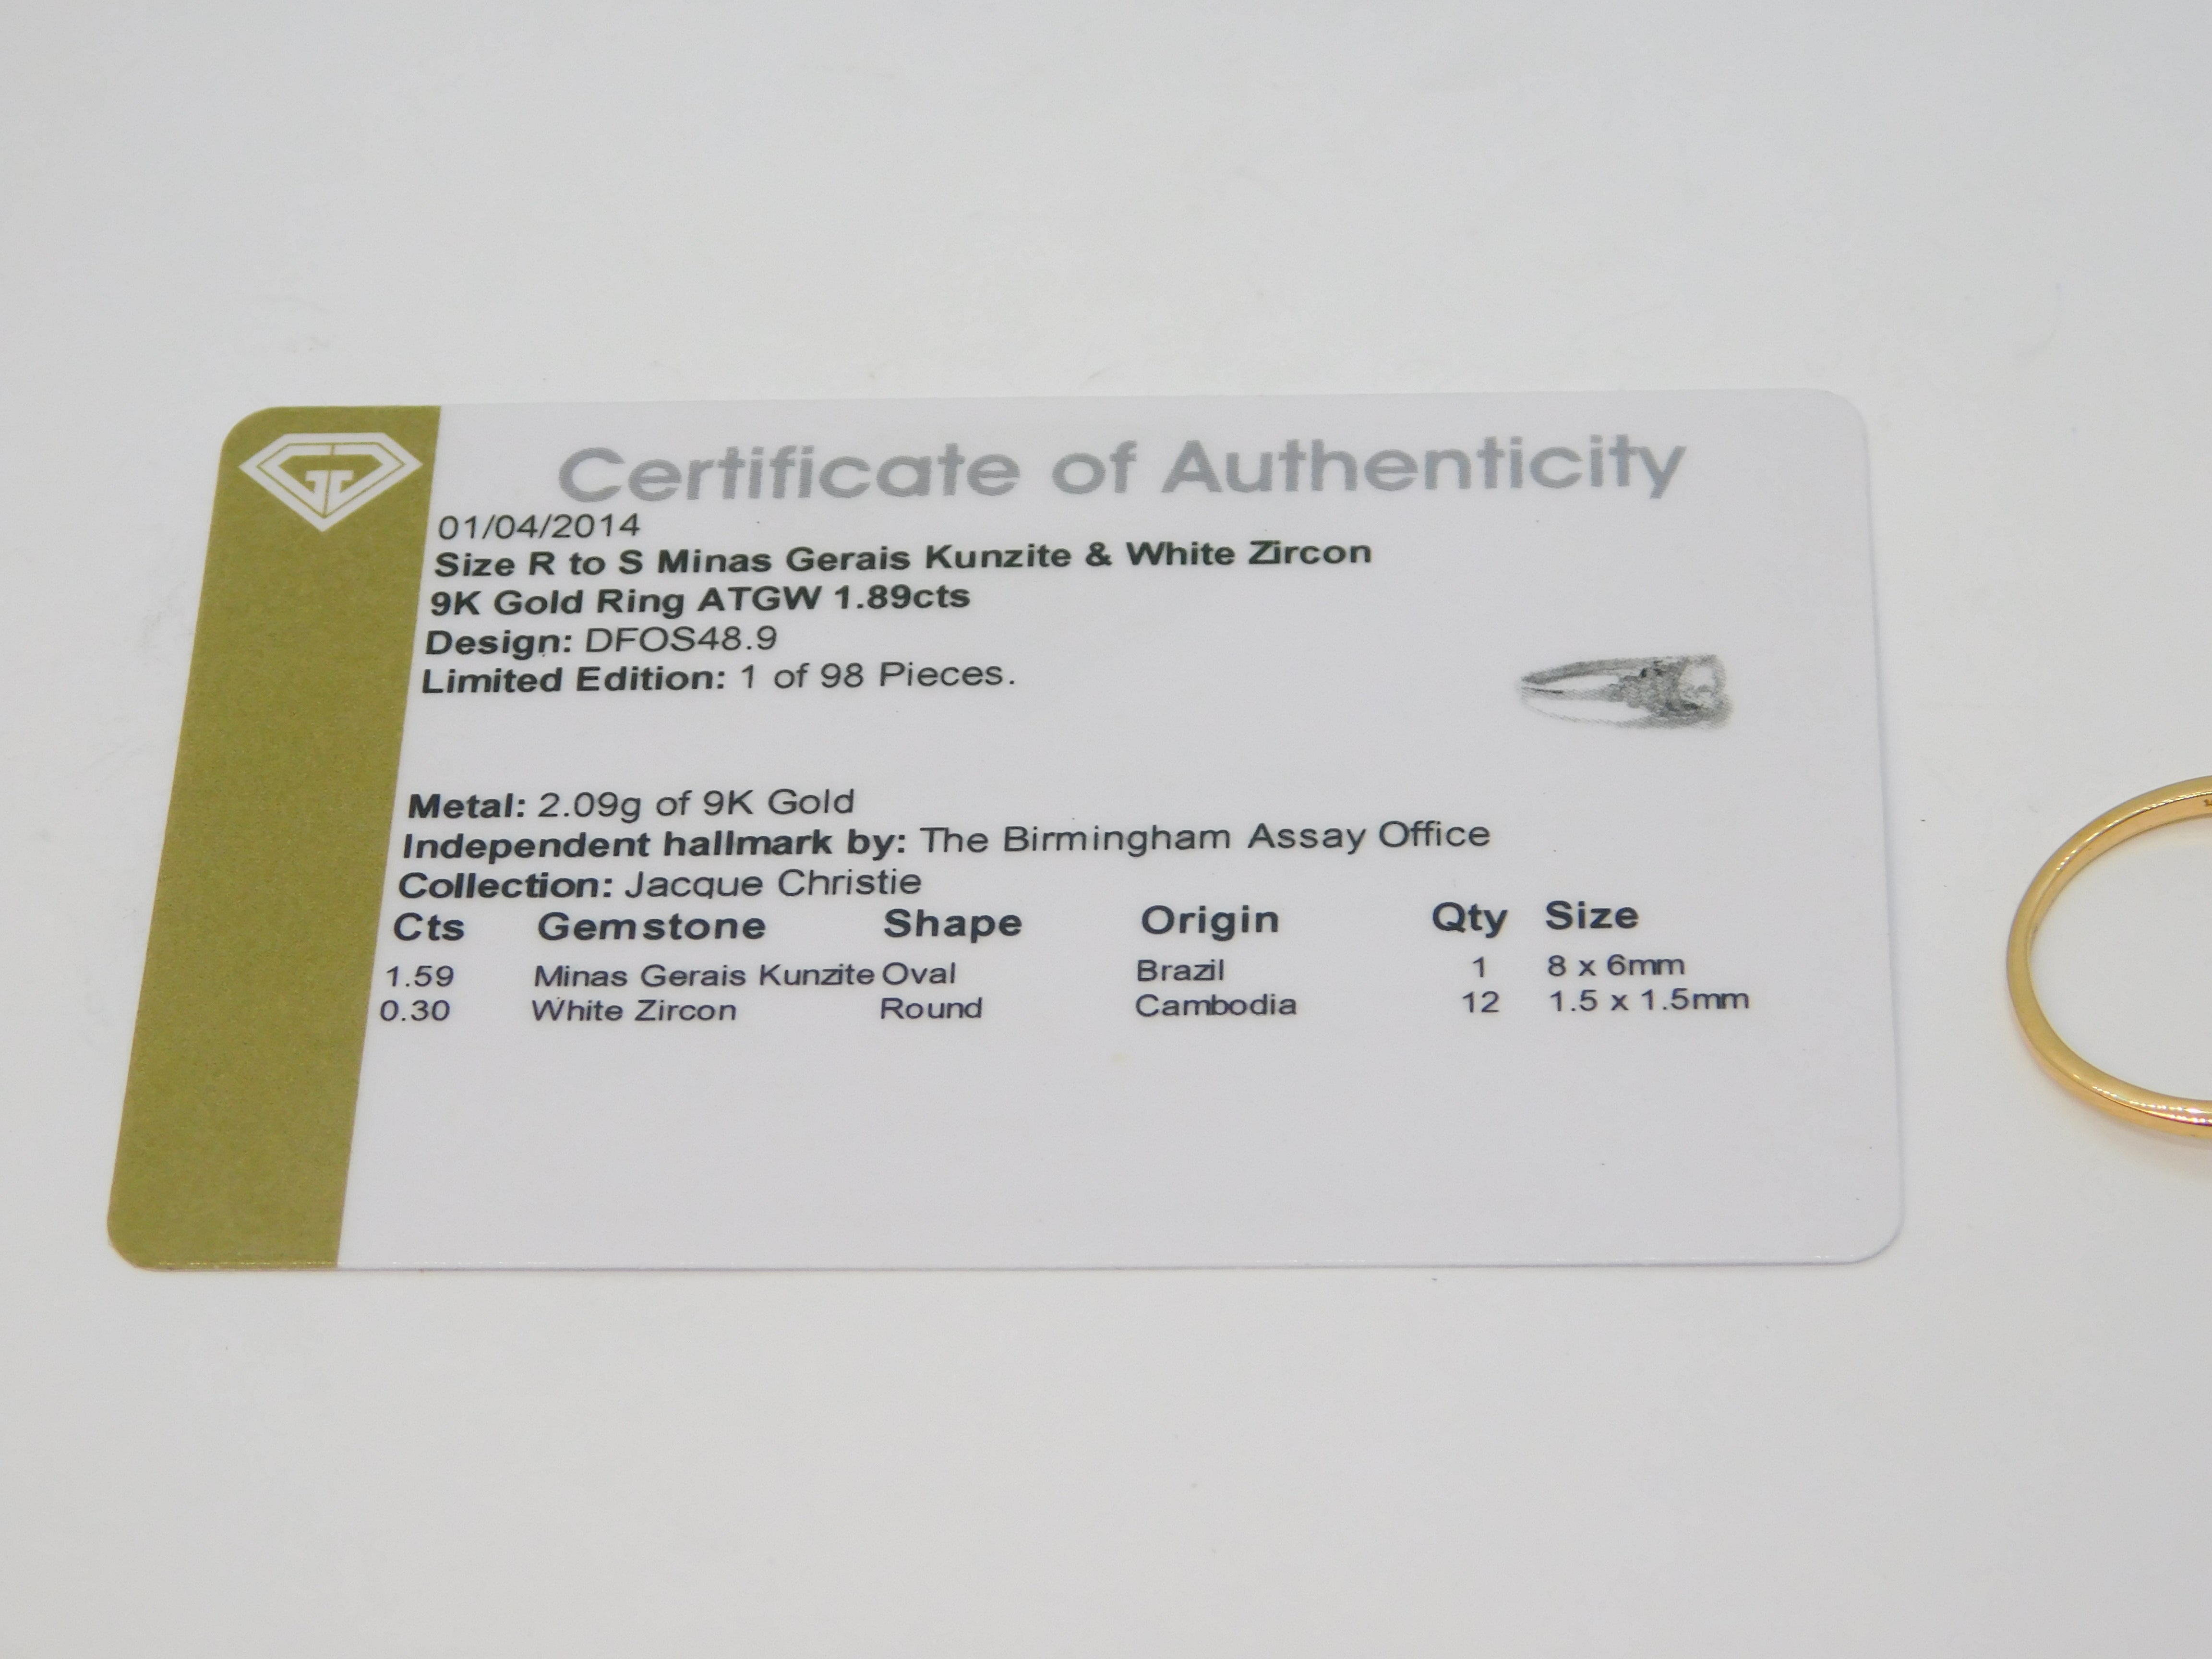 Certificate of Authenticity
01/04/2014
Size R to S Minas Gerais Kunzite & White Zircon
9K Gold Ring ATGW 1.89cts
Design: DFOS48.9
Limited Edition: 1 of 98 Pieces.
Metal: 2.09g of 9K Gold
Independent hallmark by: The Birmingham Assay Office
Collection: Jacque Christie
Cts Gemstone Shape Origin Qty Size
1.59 Minas Gerais Kunzite Oval Brazil 1 8 x 6mm
0.30 White Zircon Round Cambodia 12 1.5 x 1.5mm